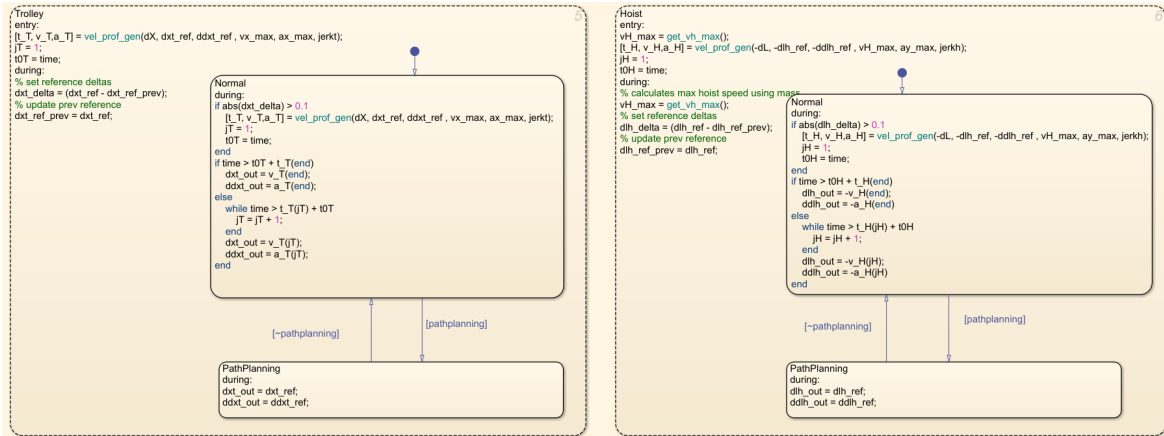 Trolley
5
entry:
[t_T, v_T,a_T] = vel_prof_gen(dX, dxt_ref, ddxt_ref , vx_max, ax_max, jerkt);
jT = 1;
t0T = time;
during:
% set reference deltas
dxt_delta = (dxt_ref - dxt_ref_prev);
% update prev reference
dxt_ref_prev = dxt_ref;
Normal
during:
if abs(dxt_delta) > 0.1
[t_T, v_T,a_T] = vel_prof_gen(dX, dxt_ref, ddxt_ref , vx_max, ax_max, jerkt);
jT = 1;
t0T = time;
end
if time > t0T + t_T(end)
dxt_out = v_T(end);
ddxt_out = a_T(end);
else
while time > t_T(jT) + t0T
jT = jT + 1;
end
dxt_out = v_T(jT);
ddxt_out = a_T(jT);
end
[~pathplanning]
[pathplanning]
PathPlanning
during:
dxt_out = dxt_ref;
ddxt_out = ddxt_ref;
Hoist
6
entry:
vH_max = get_vh_max();
[t_H, v_H,a_H] = vel_prof_gen(-dL, -dlh_ref, -ddlh_ref , vH_max, ay_max, jerkh);
jH = 1;
t0H = time;
during:
% calculates max hoist speed using mass
vH_max = get_vh_max();
% set reference deltas
dlh_delta = (dlh_ref - dlh_ref_prev);
% update prev reference
dlh_ref_prev = dlh_ref;
Normal
during:
if abs(dlh_delta) > 0.1
[t_H, v_H,a_H] = vel_prof_gen(-dL, -dlh_ref, -ddlh_ref , vH_max, ay_max, jerkh);
jH = 1;
t0H = time;
end
if time > t0H + t_H(end)
dlh_out = -v_H(end);
ddlh_out = -a_H(end);
else
while time > t_H(jH) + t0H
jH = jH + 1;
end
dlh_out = -v_H(jH);
ddlh_out = -a_H(jH)
end
[~pathplanning]
[pathplanning]
PathPlanning
during:
dlh_out = dlh_ref;
ddlh_out = ddlh_ref;